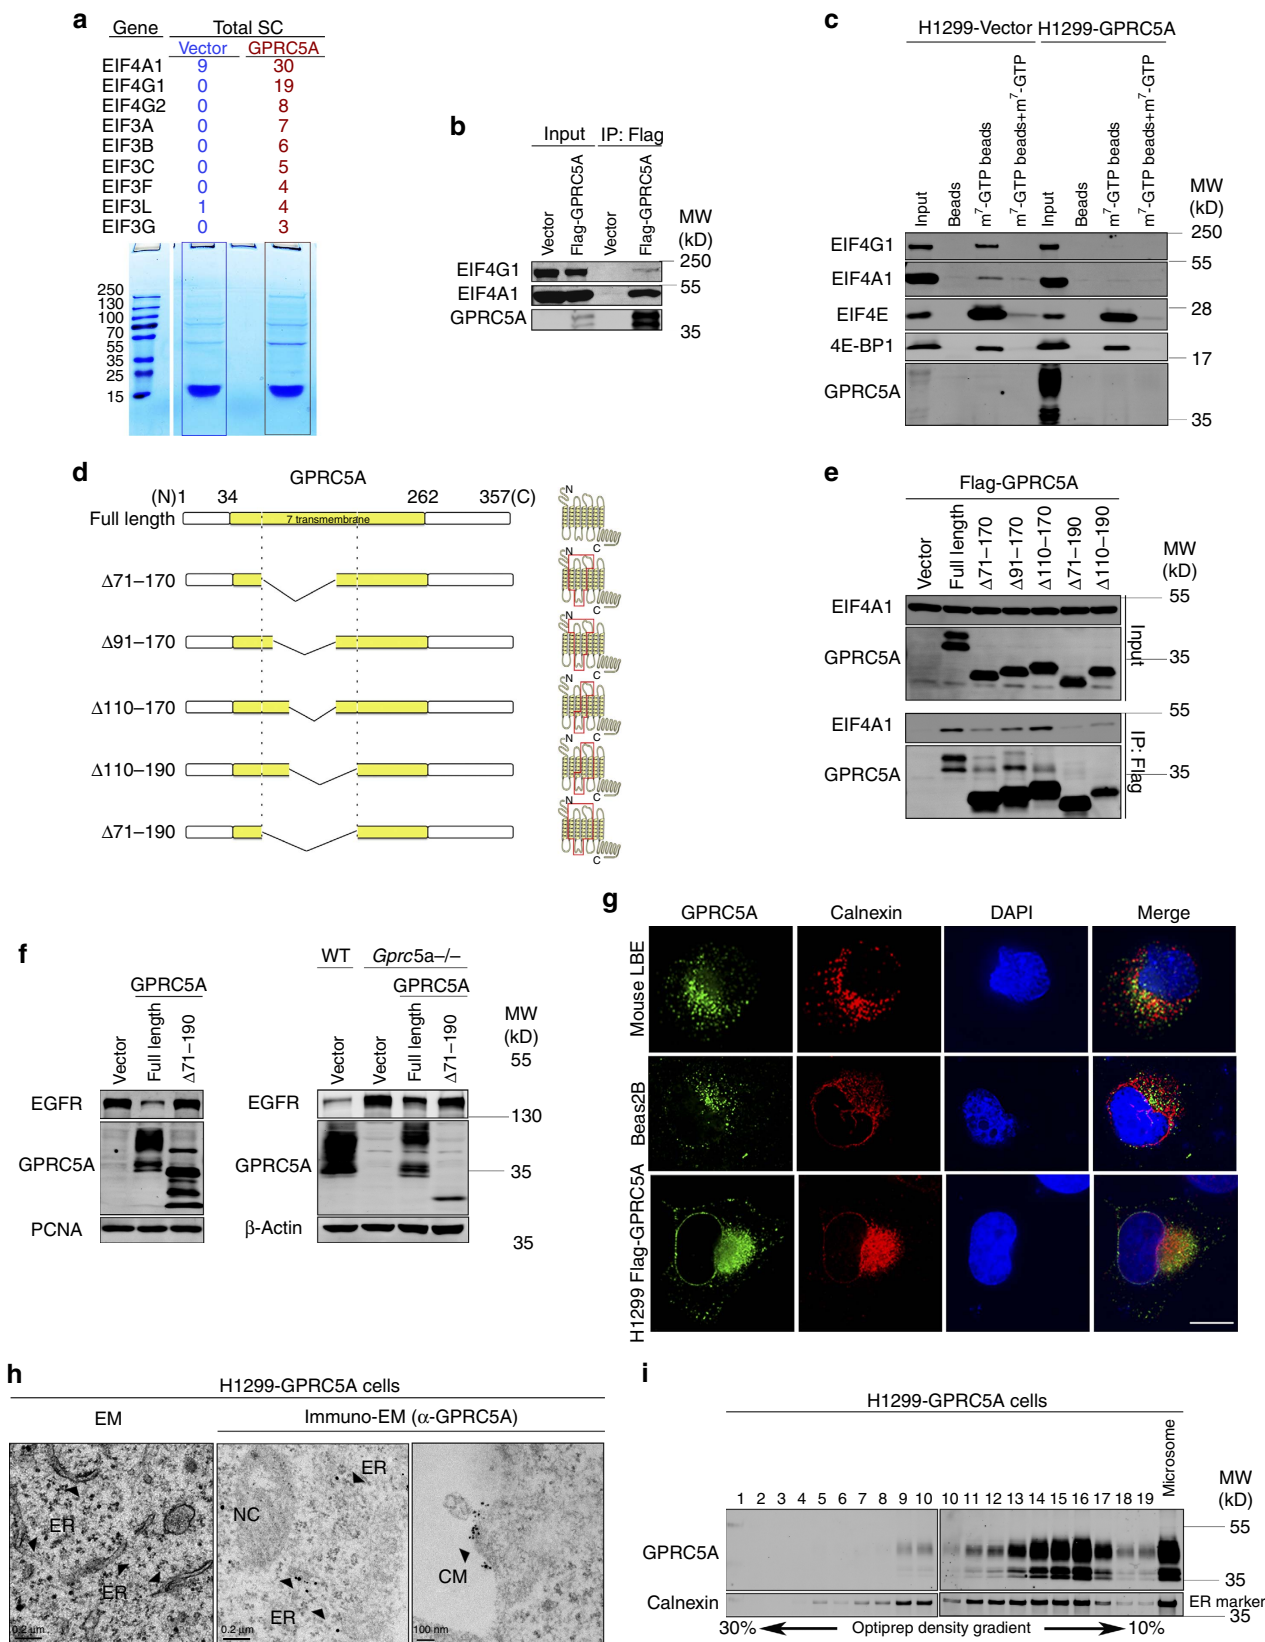 a
Gene Total SC
Vector GPRC5A
EIF4A1 9 30
EIF4G1 0 19
EIF4G2 0 8
EIF3A 0 7
EIF3B 0 6
EIF3C 0 5
EIF3F 0 4
EIF3L 1 4
EIF3G 0 3
250
130
100
70
55
35
25
15
b
Input IP: Flag
Vector
Flag-GPRC5A
Vector
Flag-GPRC5A
MW
(kD)
EIF4G1 250
EIF4A1 55
GPRC5A 35
c
H1299-Vector H1299-GPRC5A
Input
Beads
m7-GTP beads
m7-GTP beads+m7-GTP
Input
Beads
m7-GTP beads
m7-GTP beads+m7-GTP
MW
(kD)
EIF4G1 250
EIF4A1 55
EIF4E 28
4E-BP1 17
GPRC5A 35
d
GPRC5A
(N)1 34 262 357(C)
Full length 7 transmembrane N C
Δ71–170 N C
Δ91–170 N C
Δ110–170 N C
Δ110–190 N C
Δ71–190 N C
e
Flag-GPRC5A
Vector
Full length
Δ71–170
Δ91–170
Δ110–170
Δ71–190
Δ110–190
MW
(kD)
EIF4A1 55
GPRC5A 35
Input
EIF4A1 55
GPRC5A 35
IP: Flag
f
GPRC5A
Vector
Full length
Δ71–190
EGFR
GPRC5A
PCNA
WT Gprc5a–/–
GPRC5A
Vector
Vector
Full length
Δ71–190
MW
(kD)
55
EGFR 130
GPRC5A 35
β-Actin 35
g
GPRC5A Calnexin DAPI Merge
Mouse LBE
Beas2B
H1299 Flag-GPRC5A
h
H1299-GPRC5A cells
EM Immuno-EM (α-GPRC5A)
ER
ER
0.2 μm
NC
ER
ER
0.2 μm
CM
100 nm
i
H1299-GPRC5A cells
1 2 3 4 5 6 7 8 9 10 10 11 12 13 14 15 16 17 18 19 Microsome
MW
(kD)
55
GPRC5A 35
Calnexin ER marker
35
30% Optiprep density gradient 10%